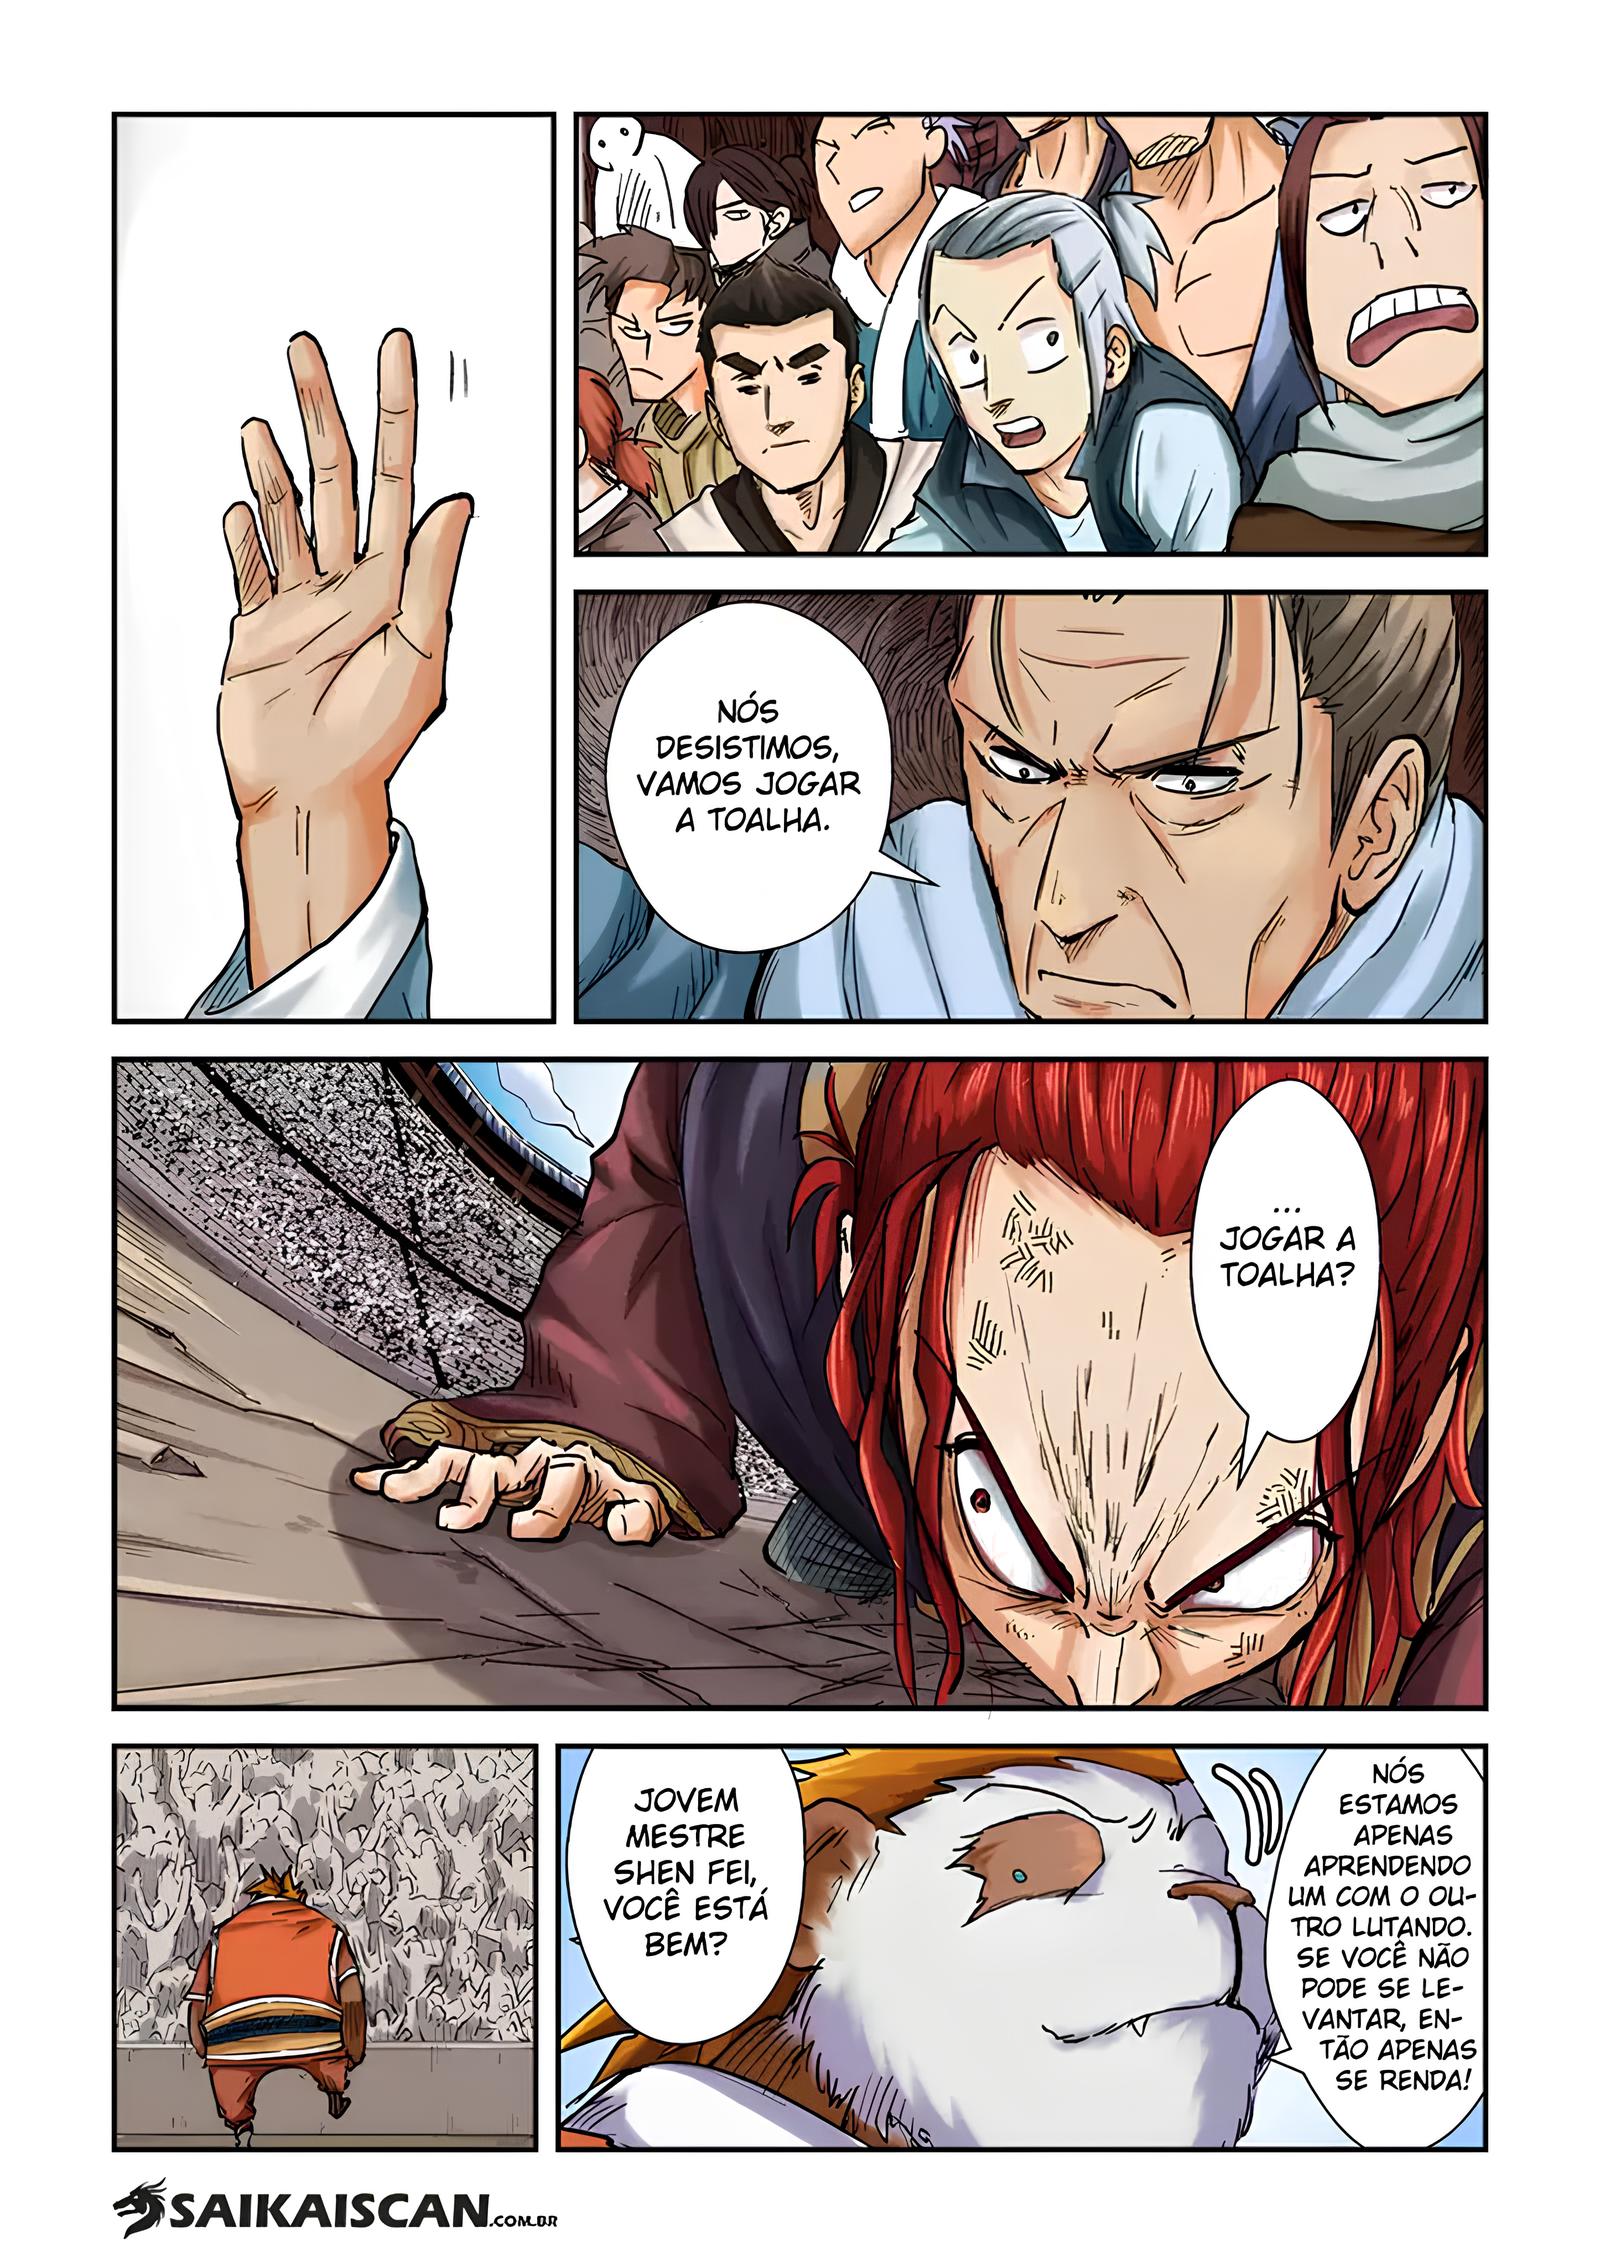 NÓS
DESISTIMOS,
VAMOS JOGAR
A TOALHA.
...
JOGAR A
TOALHA?
JOVEM
MESTRE
SHEN FEI,
VOCÊ ESTÁ
BEM?
NÓS
ESTAMOS
APENAS
APRENDENDO
UM COM O OU-
TRO LUTANDO.
SE VOCÊ NÃO
PODE SE LE-
VANTAR, EN-
TÃO APENAS
SE RENDA!
SAIKAISCAN.COM.BR